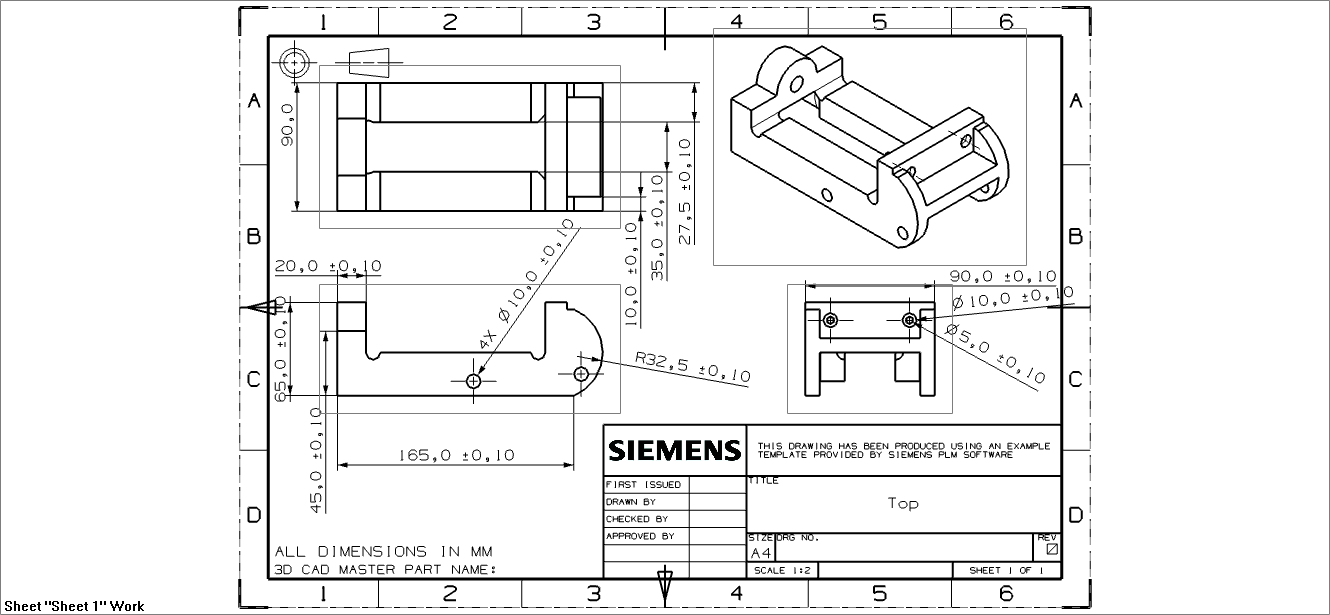 1 2 3 4 5 6
A A
90,0
27,5 ±0,10
35,0 ±0,10
10,0 ±0,10
B B
20,0 ±0,10
4X Ø10,0 ±0,10
90,0 ±0,10
Ø10,0 ±0,10
Ø5,0 ±0,10
65,0 ±0,10
R32,5 ±0,10
C C
45,0 ±0,10
165,0 ±0,10
SIEMENS
THIS DRAWING HAS BEEN PRODUCED USING AN EXAMPLE
TEMPLATE PROVIDED BY SIEMENS PLM SOFTWARE
FIRST ISSUED
DRAWN BY
CHECKED BY
APPROVED BY
TITLE
Top
D D
SIZE DRG NO. REV
A4
SCALE 1:2 SHEET 1 OF 1
ALL DIMENSIONS IN MM
3D CAD MASTER PART NAME:
1 2 3 4 5 6
Sheet "Sheet 1" Work